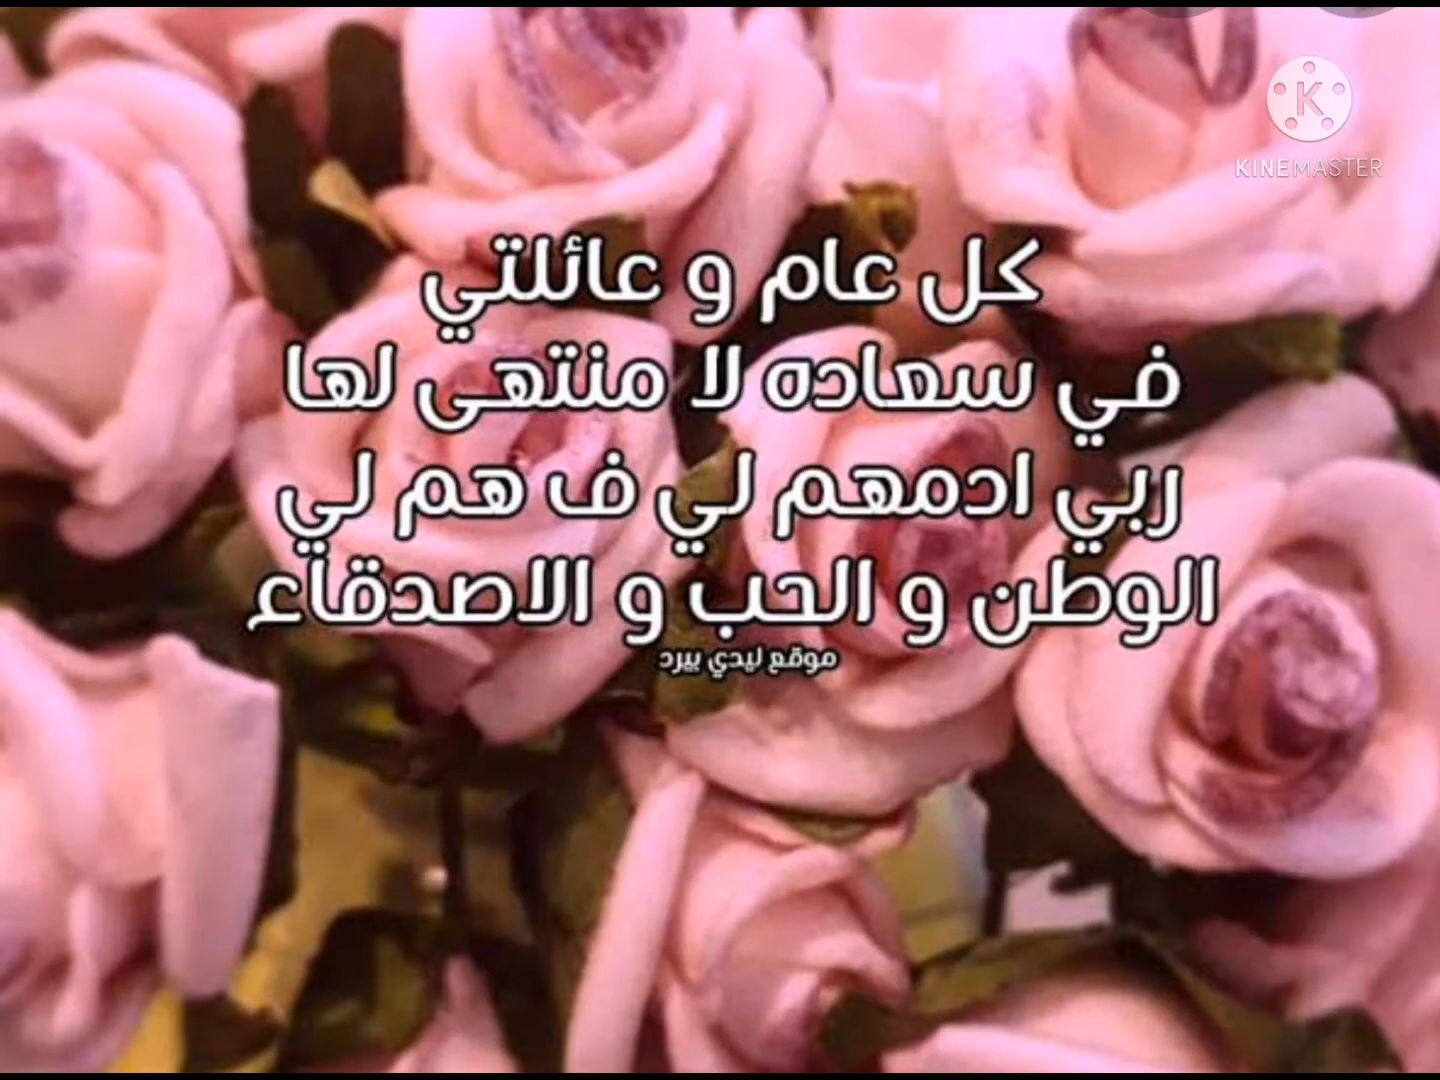 KINEMASTER
كل عام و عائلتي
في سعاده لا منتهى لها
ربي ادمهم لي ف هم لي
الوطن و الحب و الاصدقاء
موقع ليدي بيرد